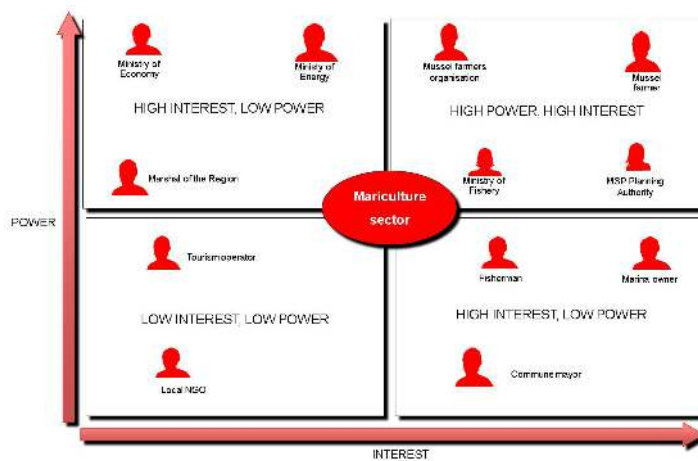 Ministry of
Economy
Ministy of
Energy
Mussel farmers
organisation
Mussel
farmer
HIGH INTEREST, LOW POWER
HIGH POWER, HIGH INTEREST
Marshal of the Region
Ministry of
Fishery
MSP Planning
Authority
Mariculture
sector
POWER
Tourism operator
Fisherman
Marina owner
LOW INTEREST, LOW POWER
HIGH INTEREST, LOW POWER
Local NGO
Commune mayor
INTEREST